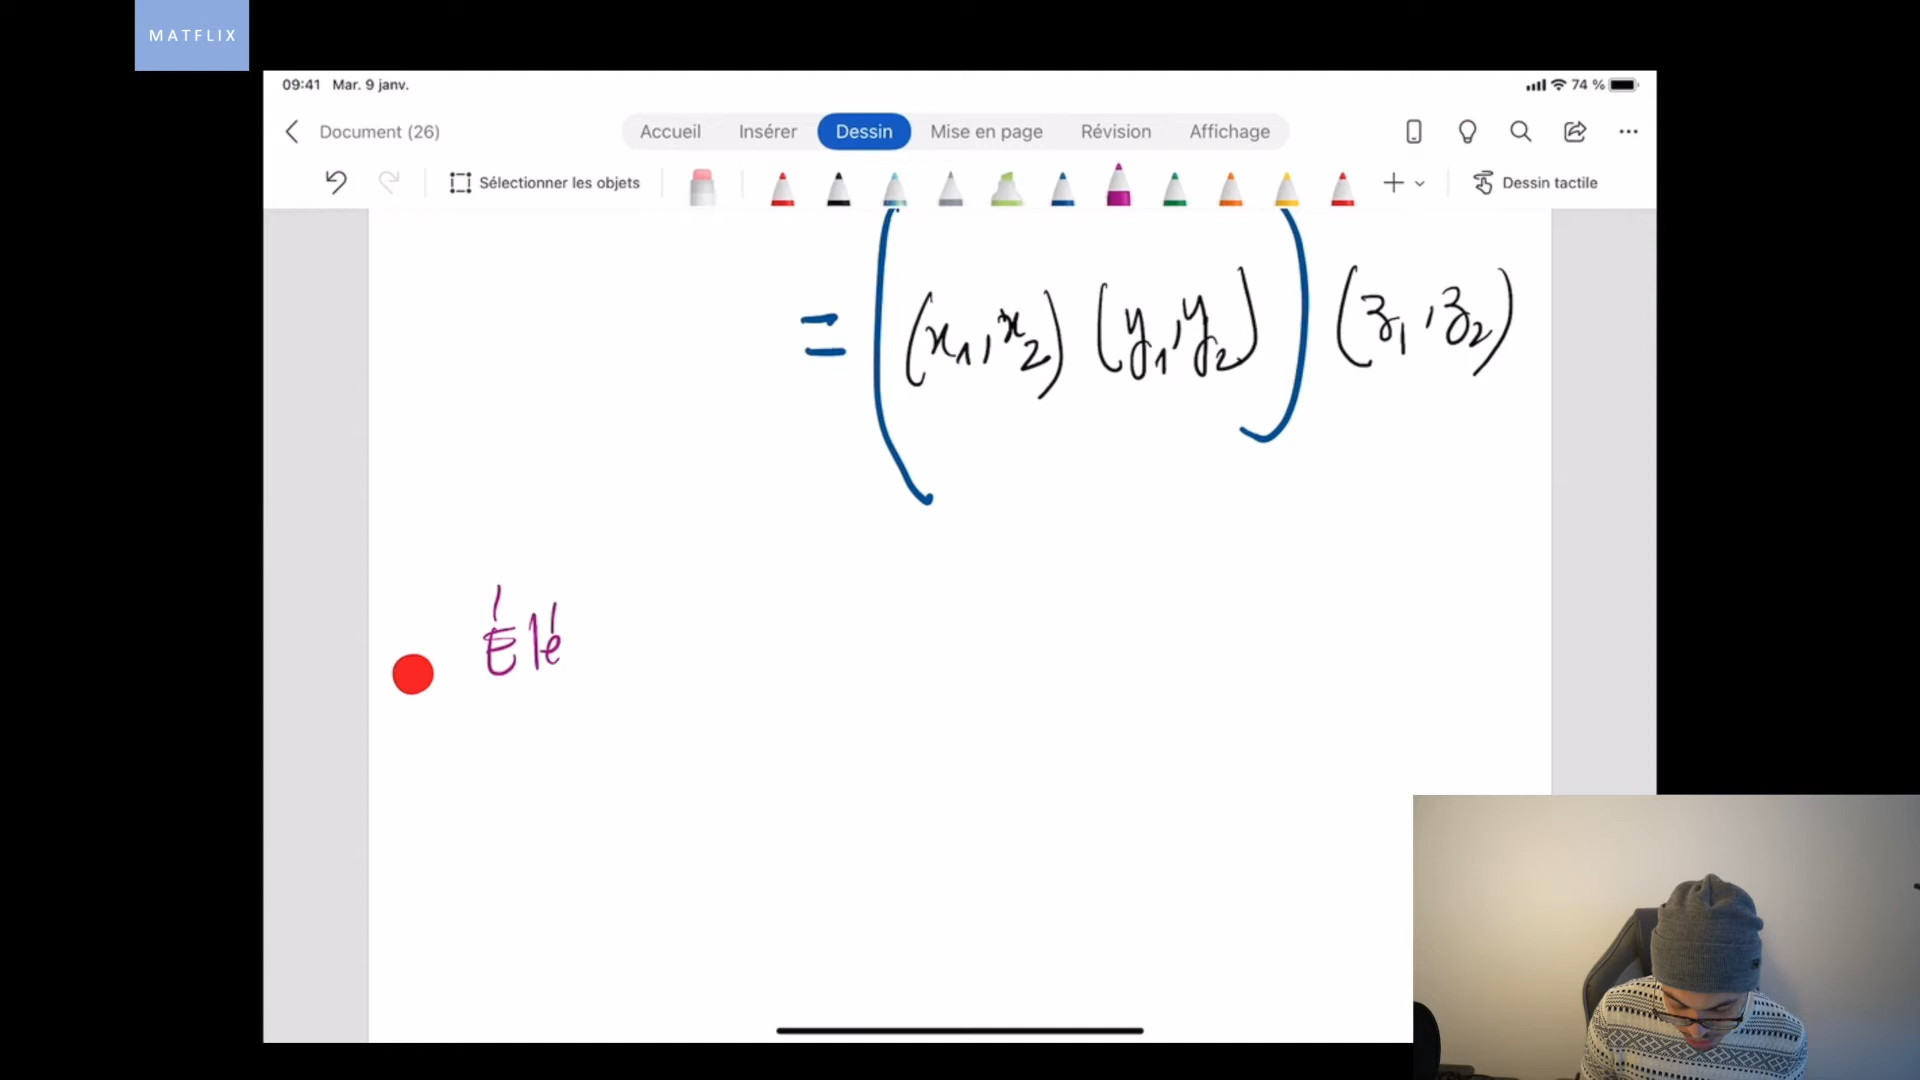 MATFLIX
09:41 Mar. 9 janv. 74 %
Document (26) Accueil Insérer Dessin Mise en page Révision Affichage
Sélectionner les objets Dessin tactile
= ((x₁,x₂) (y₁,y₂)) (z₁,z₂)
Élé